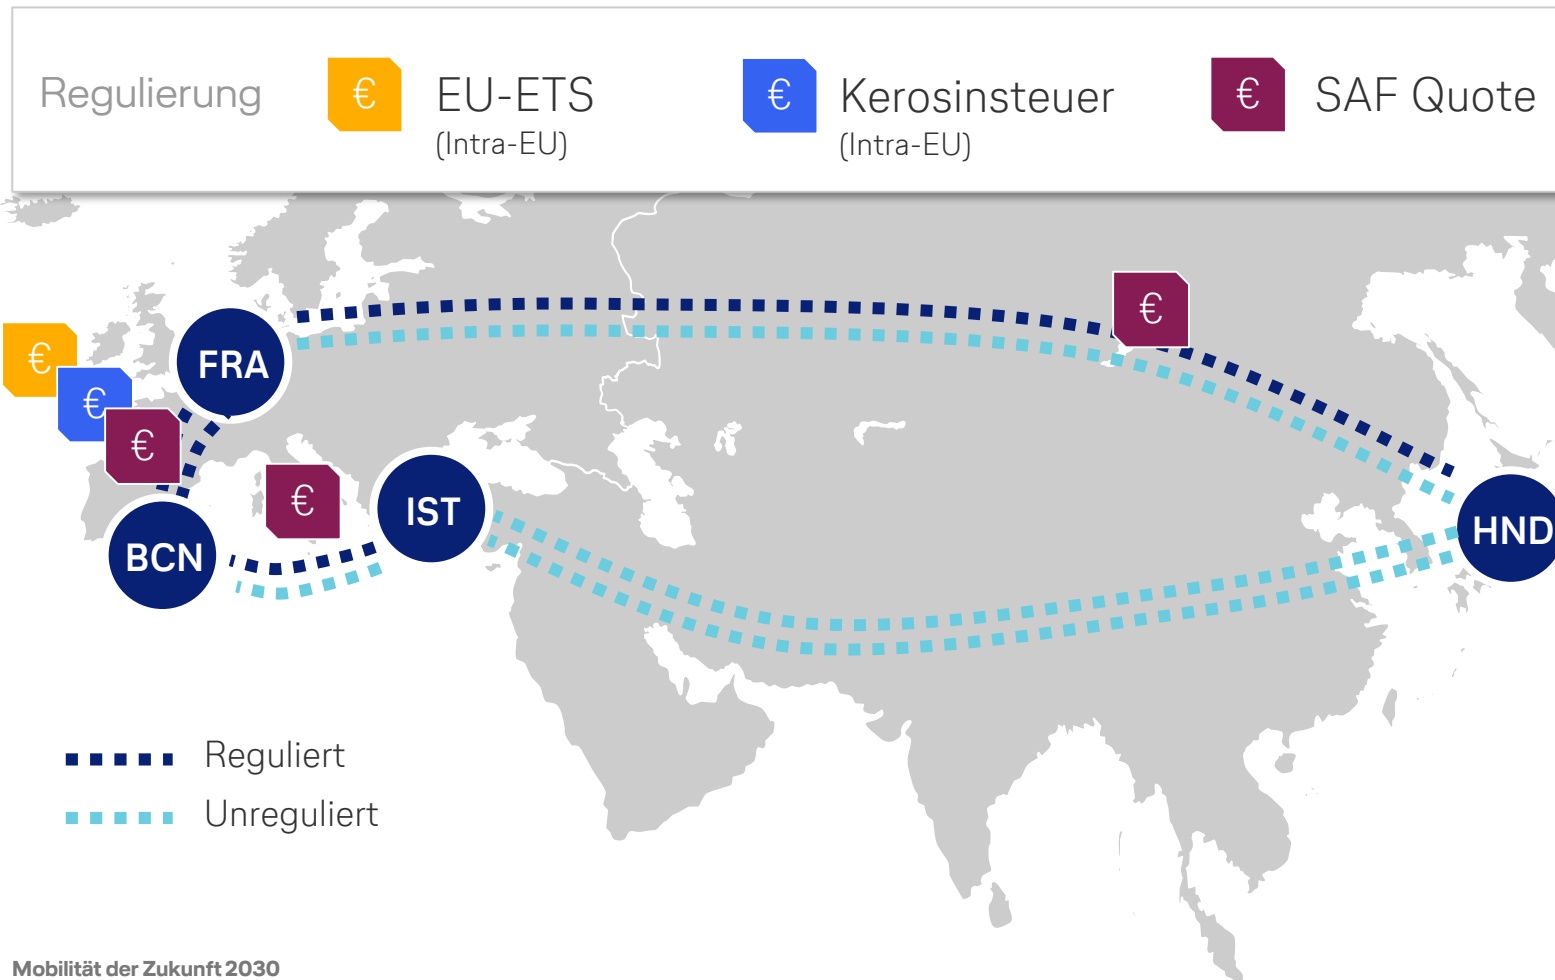 Regulierung
€
EU-ETS
(Intra-EU)
€
Kerosinsteuer
(Intra-EU)
€
SAF Quote
€
FRA
€
€
€
€
IST
BCN
HND
Reguliert
Unreguliert
Mobilität der Zukunft 2030